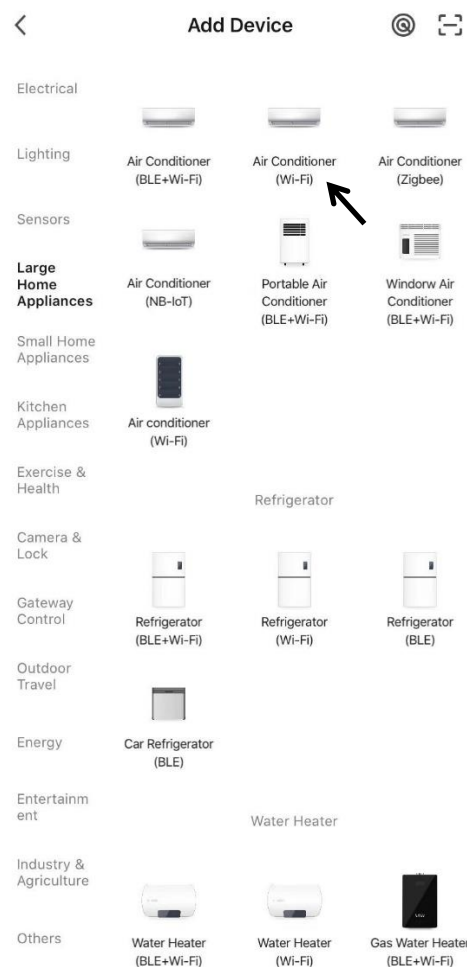 Add Device
Electrical
Lighting
Sensors
Large
Home
Appliances
Small Home
Appliances
Kitchen
Appliances
Exercise &
Health
Camera &
Lock
Gateway
Control
Outdoor
Travel
Energy
Entertainm
ent
Industry &
Agriculture
Others
Air Conditioner
(BLE+Wi-Fi)
Air Conditioner
(Wi-Fi)
Air Conditioner
(Zigbee)
Air Conditioner
(NB-IoT)
Portable Air
Conditioner
(BLE+Wi-Fi)
Windorw Air
Conditioner
(BLE+Wi-Fi)
Air conditioner
(Wi-Fi)
Refrigerator
Refrigerator
(BLE+Wi-Fi)
Refrigerator
(Wi-Fi)
Refrigerator
(BLE)
Car Refrigerator
(BLE)
Water Heater
Water Heater
(BLE+Wi-Fi)
Water Heater
(Wi-Fi)
Gas Water Heater
(BLE+Wi-Fi)